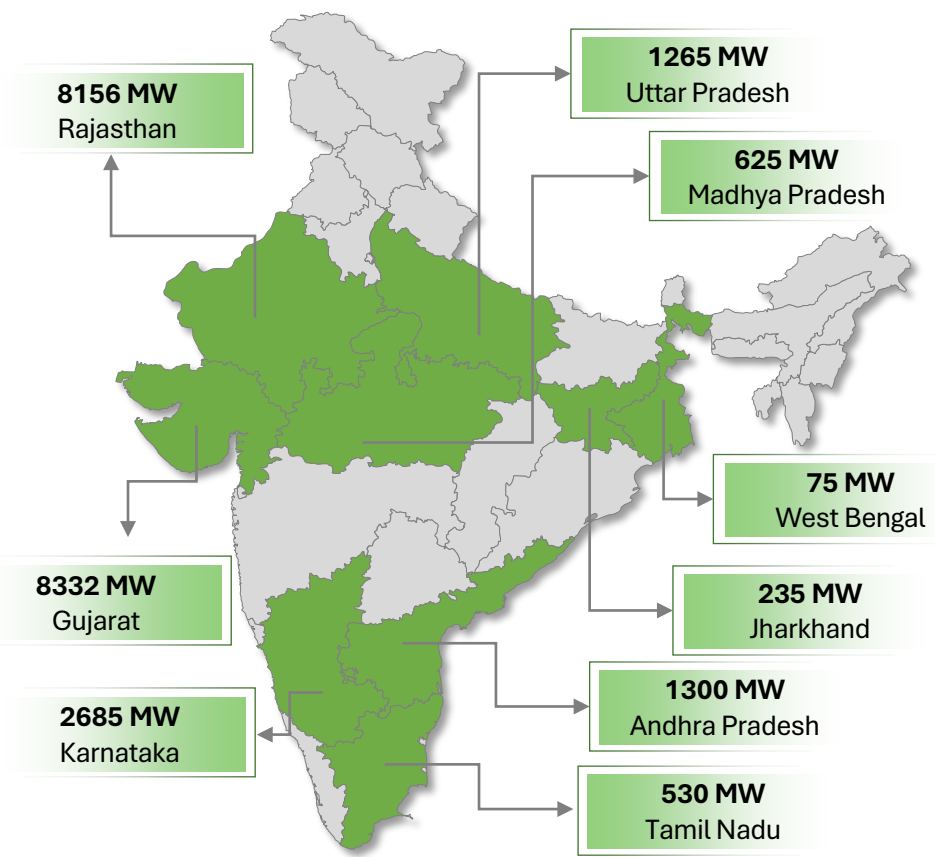 8156 MW
Rajasthan
1265 MW
Uttar Pradesh
625 MW
Madhya Pradesh
75 MW
West Bengal
8332 MW
Gujarat
235 MW
Jharkhand
2685 MW
Karnataka
1300 MW
Andhra Pradesh
530 MW
Tamil Nadu